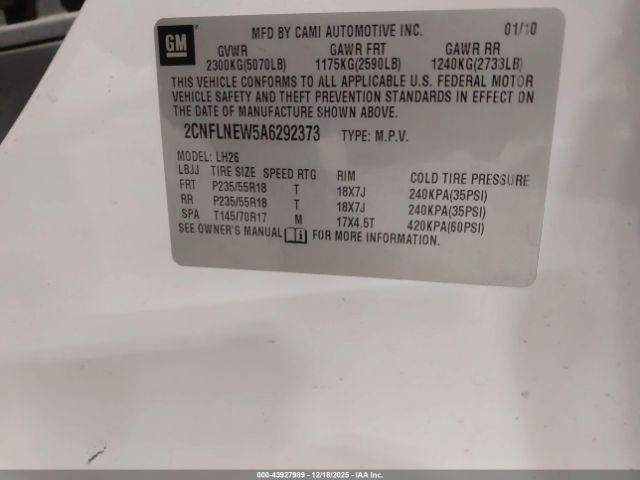 GM
MFD BY CAMI AUTOMOTIVE INC. 01/10
GVWR GAWR FRT GAWR RR
2300KG(5070LB) 1175KG(2590LB) 1240KG(2733LB)
THIS VEHICLE CONFORMS TO ALL APPLICABLE U.S. FEDERAL MOTOR
VEHICLE SAFETY AND THEFT PREVENTION STANDARDS IN EFFECT ON
THE DATE OF MANUFACTURE SHOWN ABOVE.
2CNFLNEW5A6292373 TYPE: M.P.V.
MODEL: LH26
LBJJ TIRE SIZE SPEED RTG RIM COLD TIRE PRESSURE
FRT P235/55R18 T 18X7J 240KPA(35PSI)
RR P235/55R18 T 18X7J 240KPA(35PSI)
SPA T145/70R17 M 17X4.5T 420KPA(60PSI)
SEE OWNER'S MANUAL FOR MORE INFORMATION.
000-43927989 - 12/18/2025 - IAA Inc.